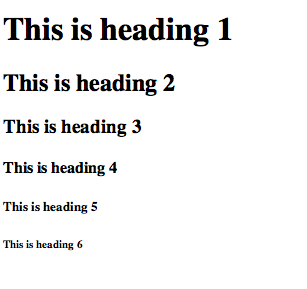 This is heading 1
This is heading 2
This is heading 3
This is heading 4
This is heading 5
This is heading 6